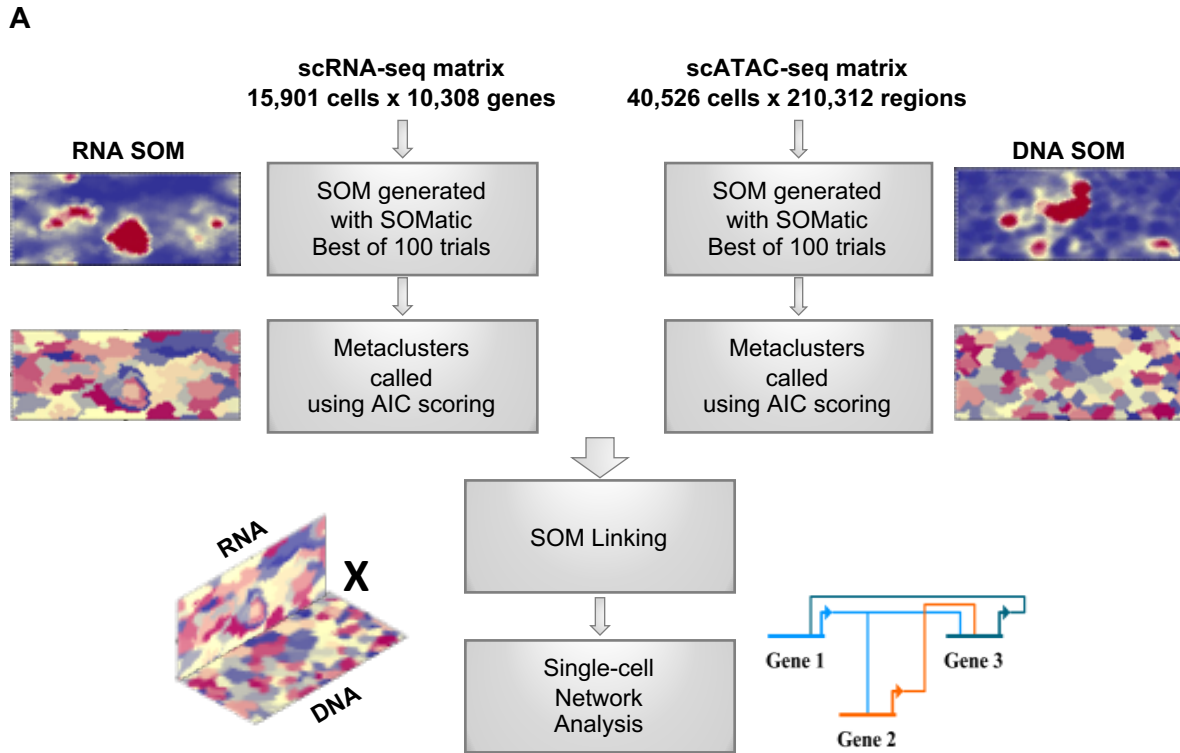 A
scRNA-seq matrix
15,901 cells x 10,308 genes
scATAC-seq matrix
40,526 cells x 210,312 regions
RNA SOM
SOM generated
with SOMatic
Best of 100 trials
SOM generated
with SOMatic
Best of 100 trials
DNA SOM
Metaclusters
called
using AIC scoring
Metaclusters
called
using AIC scoring
SOM Linking
RNA
X
DNA
Single-cell
Network
Analysis
Gene 1
Gene 3
Gene 2